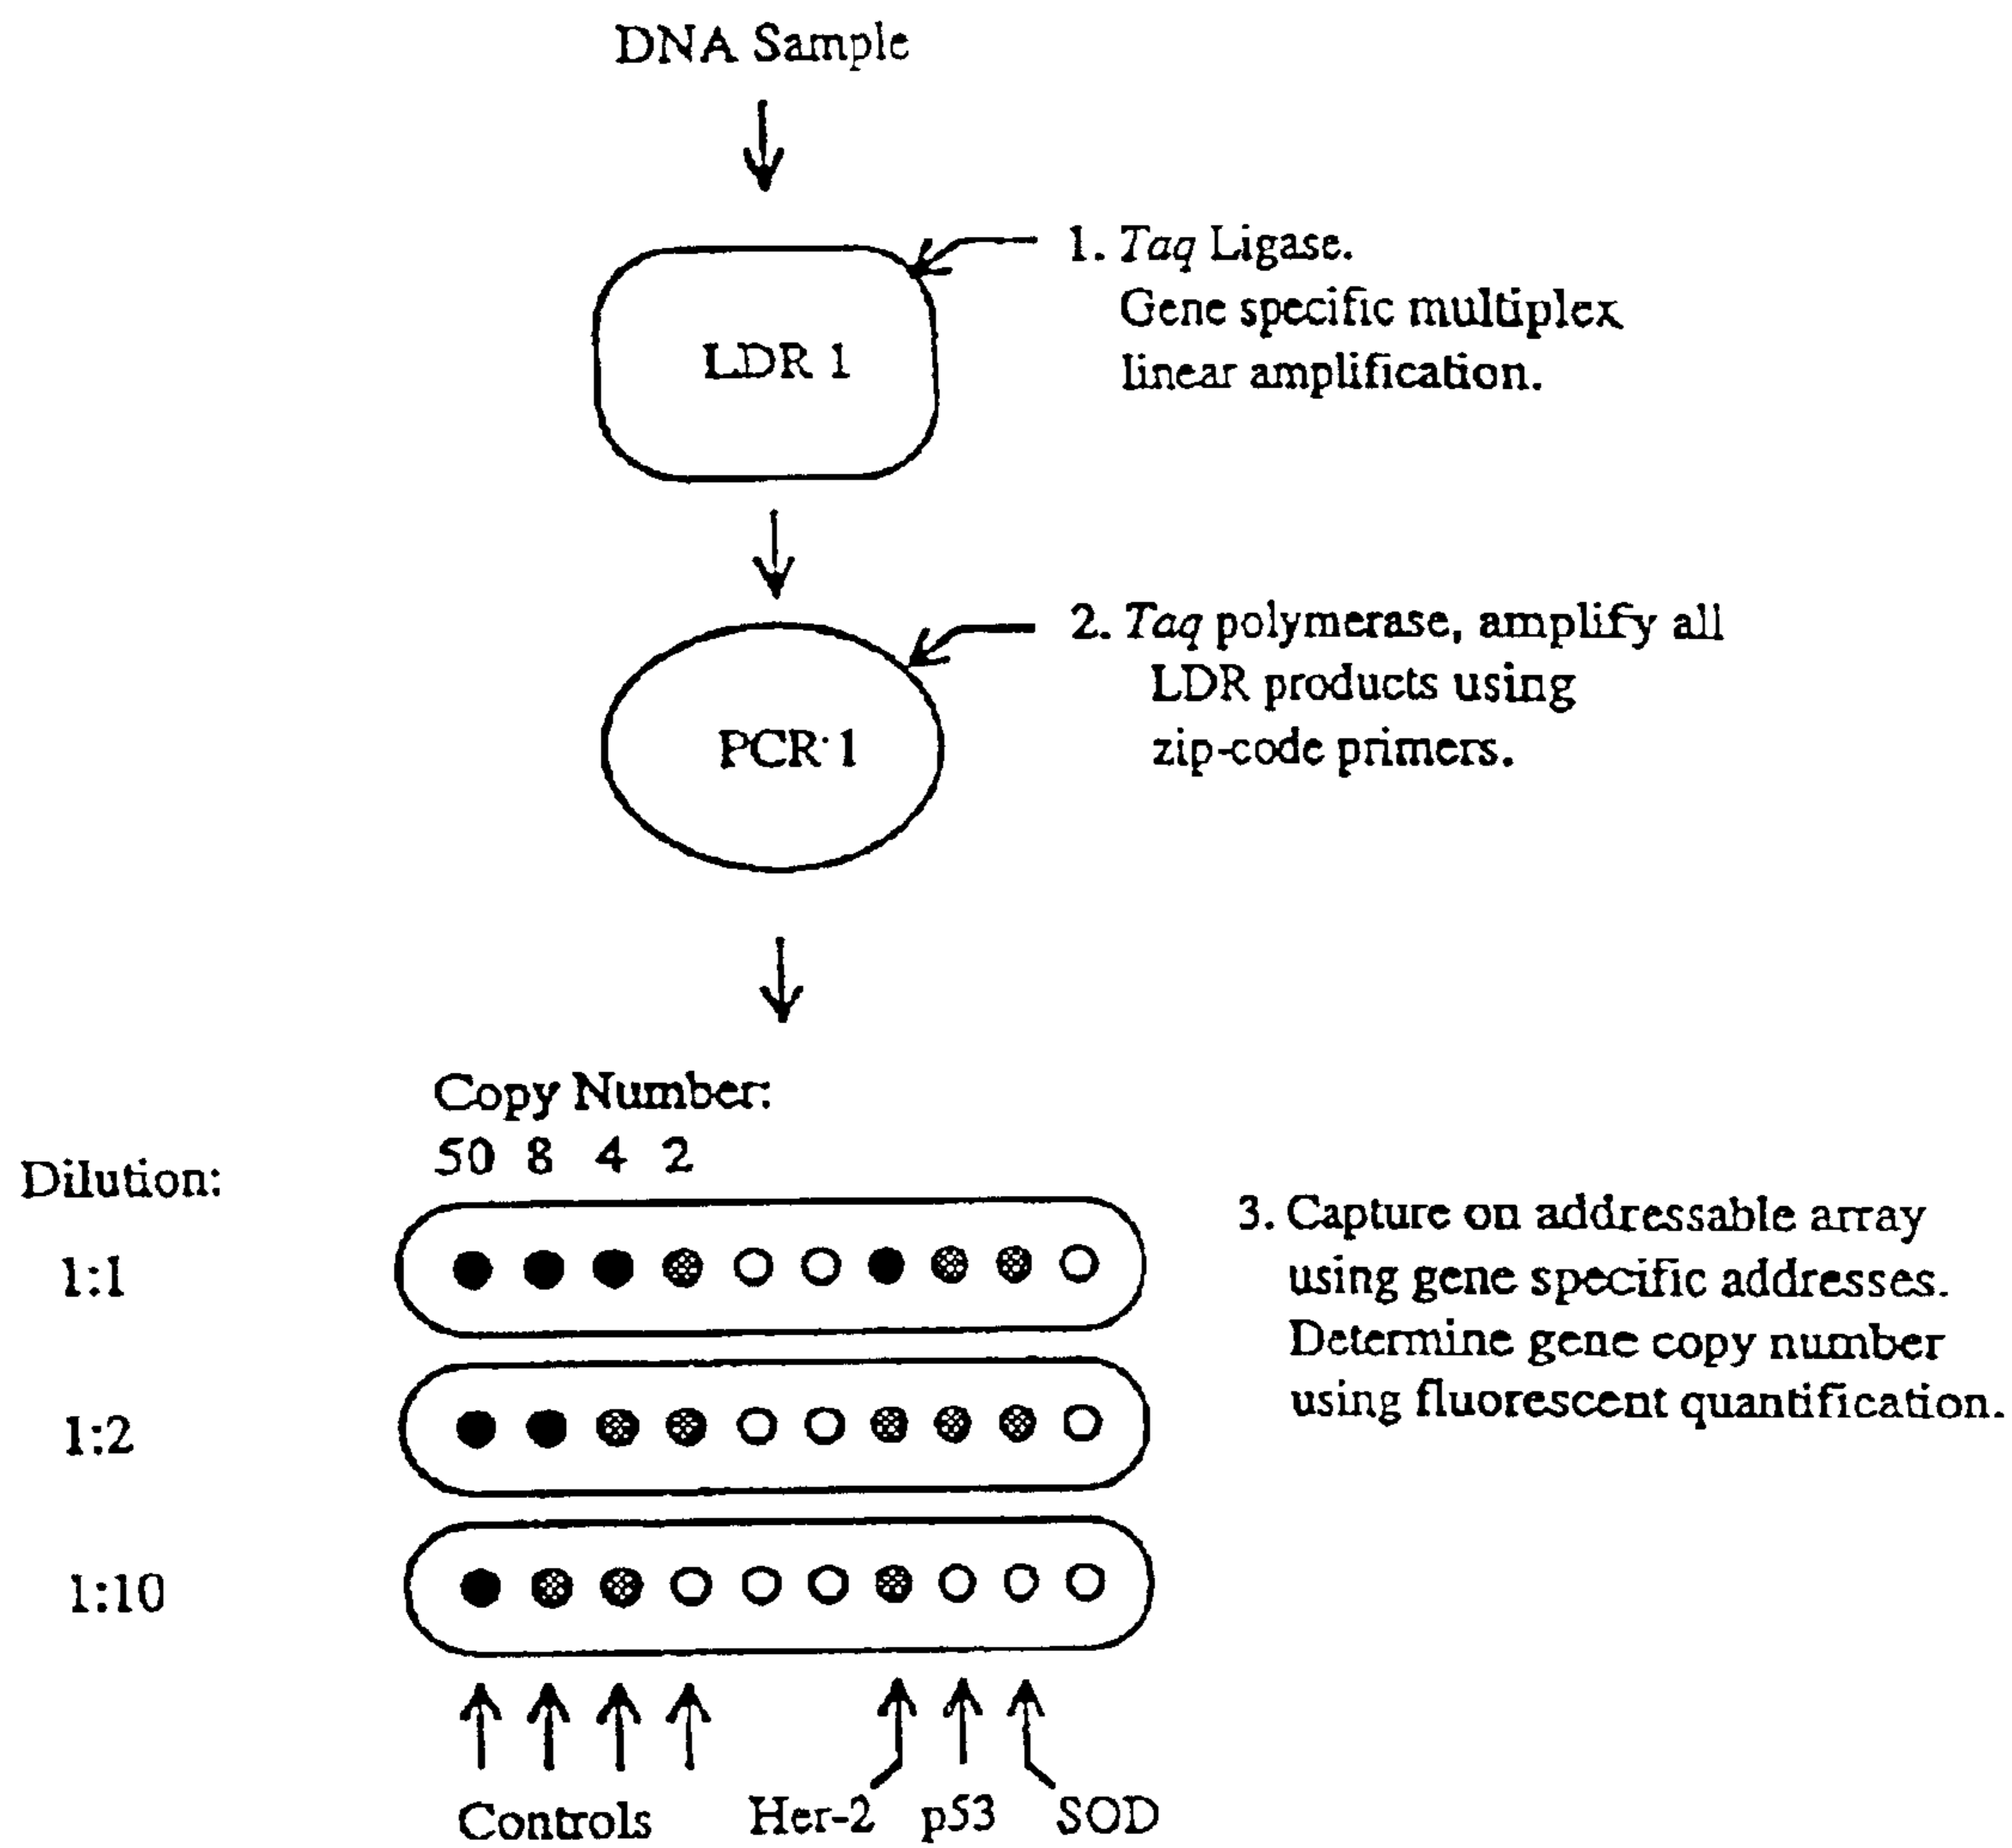 DNA Sample
LDR 1
1. Taq Ligase.
Gene specific multiplex
linear amplification.
PCR 1
2. Taq polymerase, amplify all
LDR products using
zip-code primers.
Copy Number:
50 8 4 2
Dilution:
1:1
1:2
1:10
3. Capture on addressable array
using gene specific addresses.
Determine gene copy number
using fluorescent quantification.
Controls
Her-2
p53
SOD